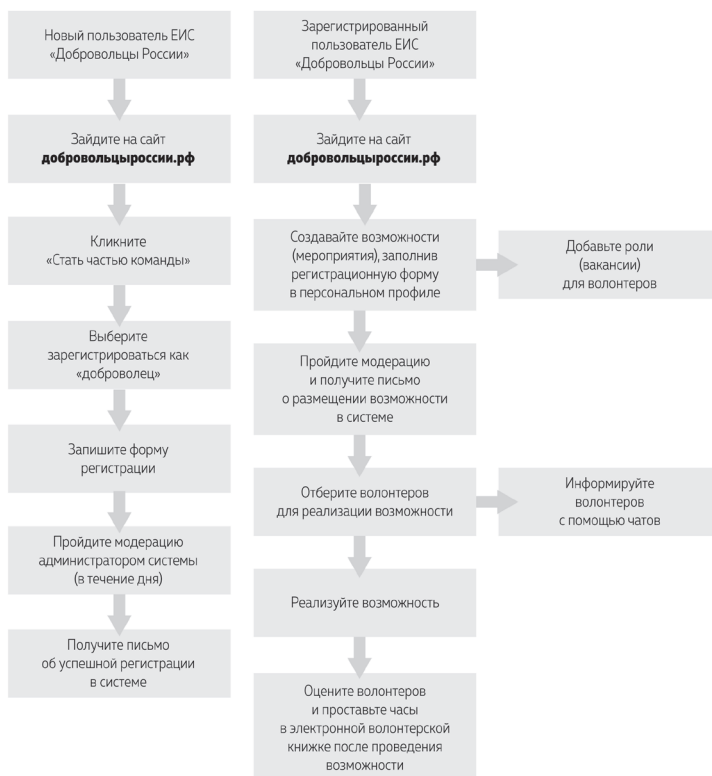 Новый пользователь ЕИС
«Добровольцы России»
Зайдите на сайт
добровольцыроссии.рф
Кликните
«Стать частью команды»
Выберите
зарегистрироваться как
«доброволец»
Запишите форму
регистрации
Пройдите модерацию
администратором системы
(в течение дня)
Получите письмо
об успешной регистрации
в системе
Зарегистрированный
пользователь ЕИС
«Добровольцы России»
Зайдите на сайт
добровольцыроссии.рф
Создавайте возможности
(мероприятия), заполнив
регистрационную форму
в персональном профиле
Добавьте роли
(вакансии)
для волонтеров
Пройдите модерацию
и получите письмо
о размещении возможности
в системе
Отберите волонтеров
для реализации возможности
Информируйте
волонтеров
с помощью чатов
Реализуйте возможность
Оцените волонтеров
и проставьте часы
в электронной волонтерской
книжке после проведения
возможности